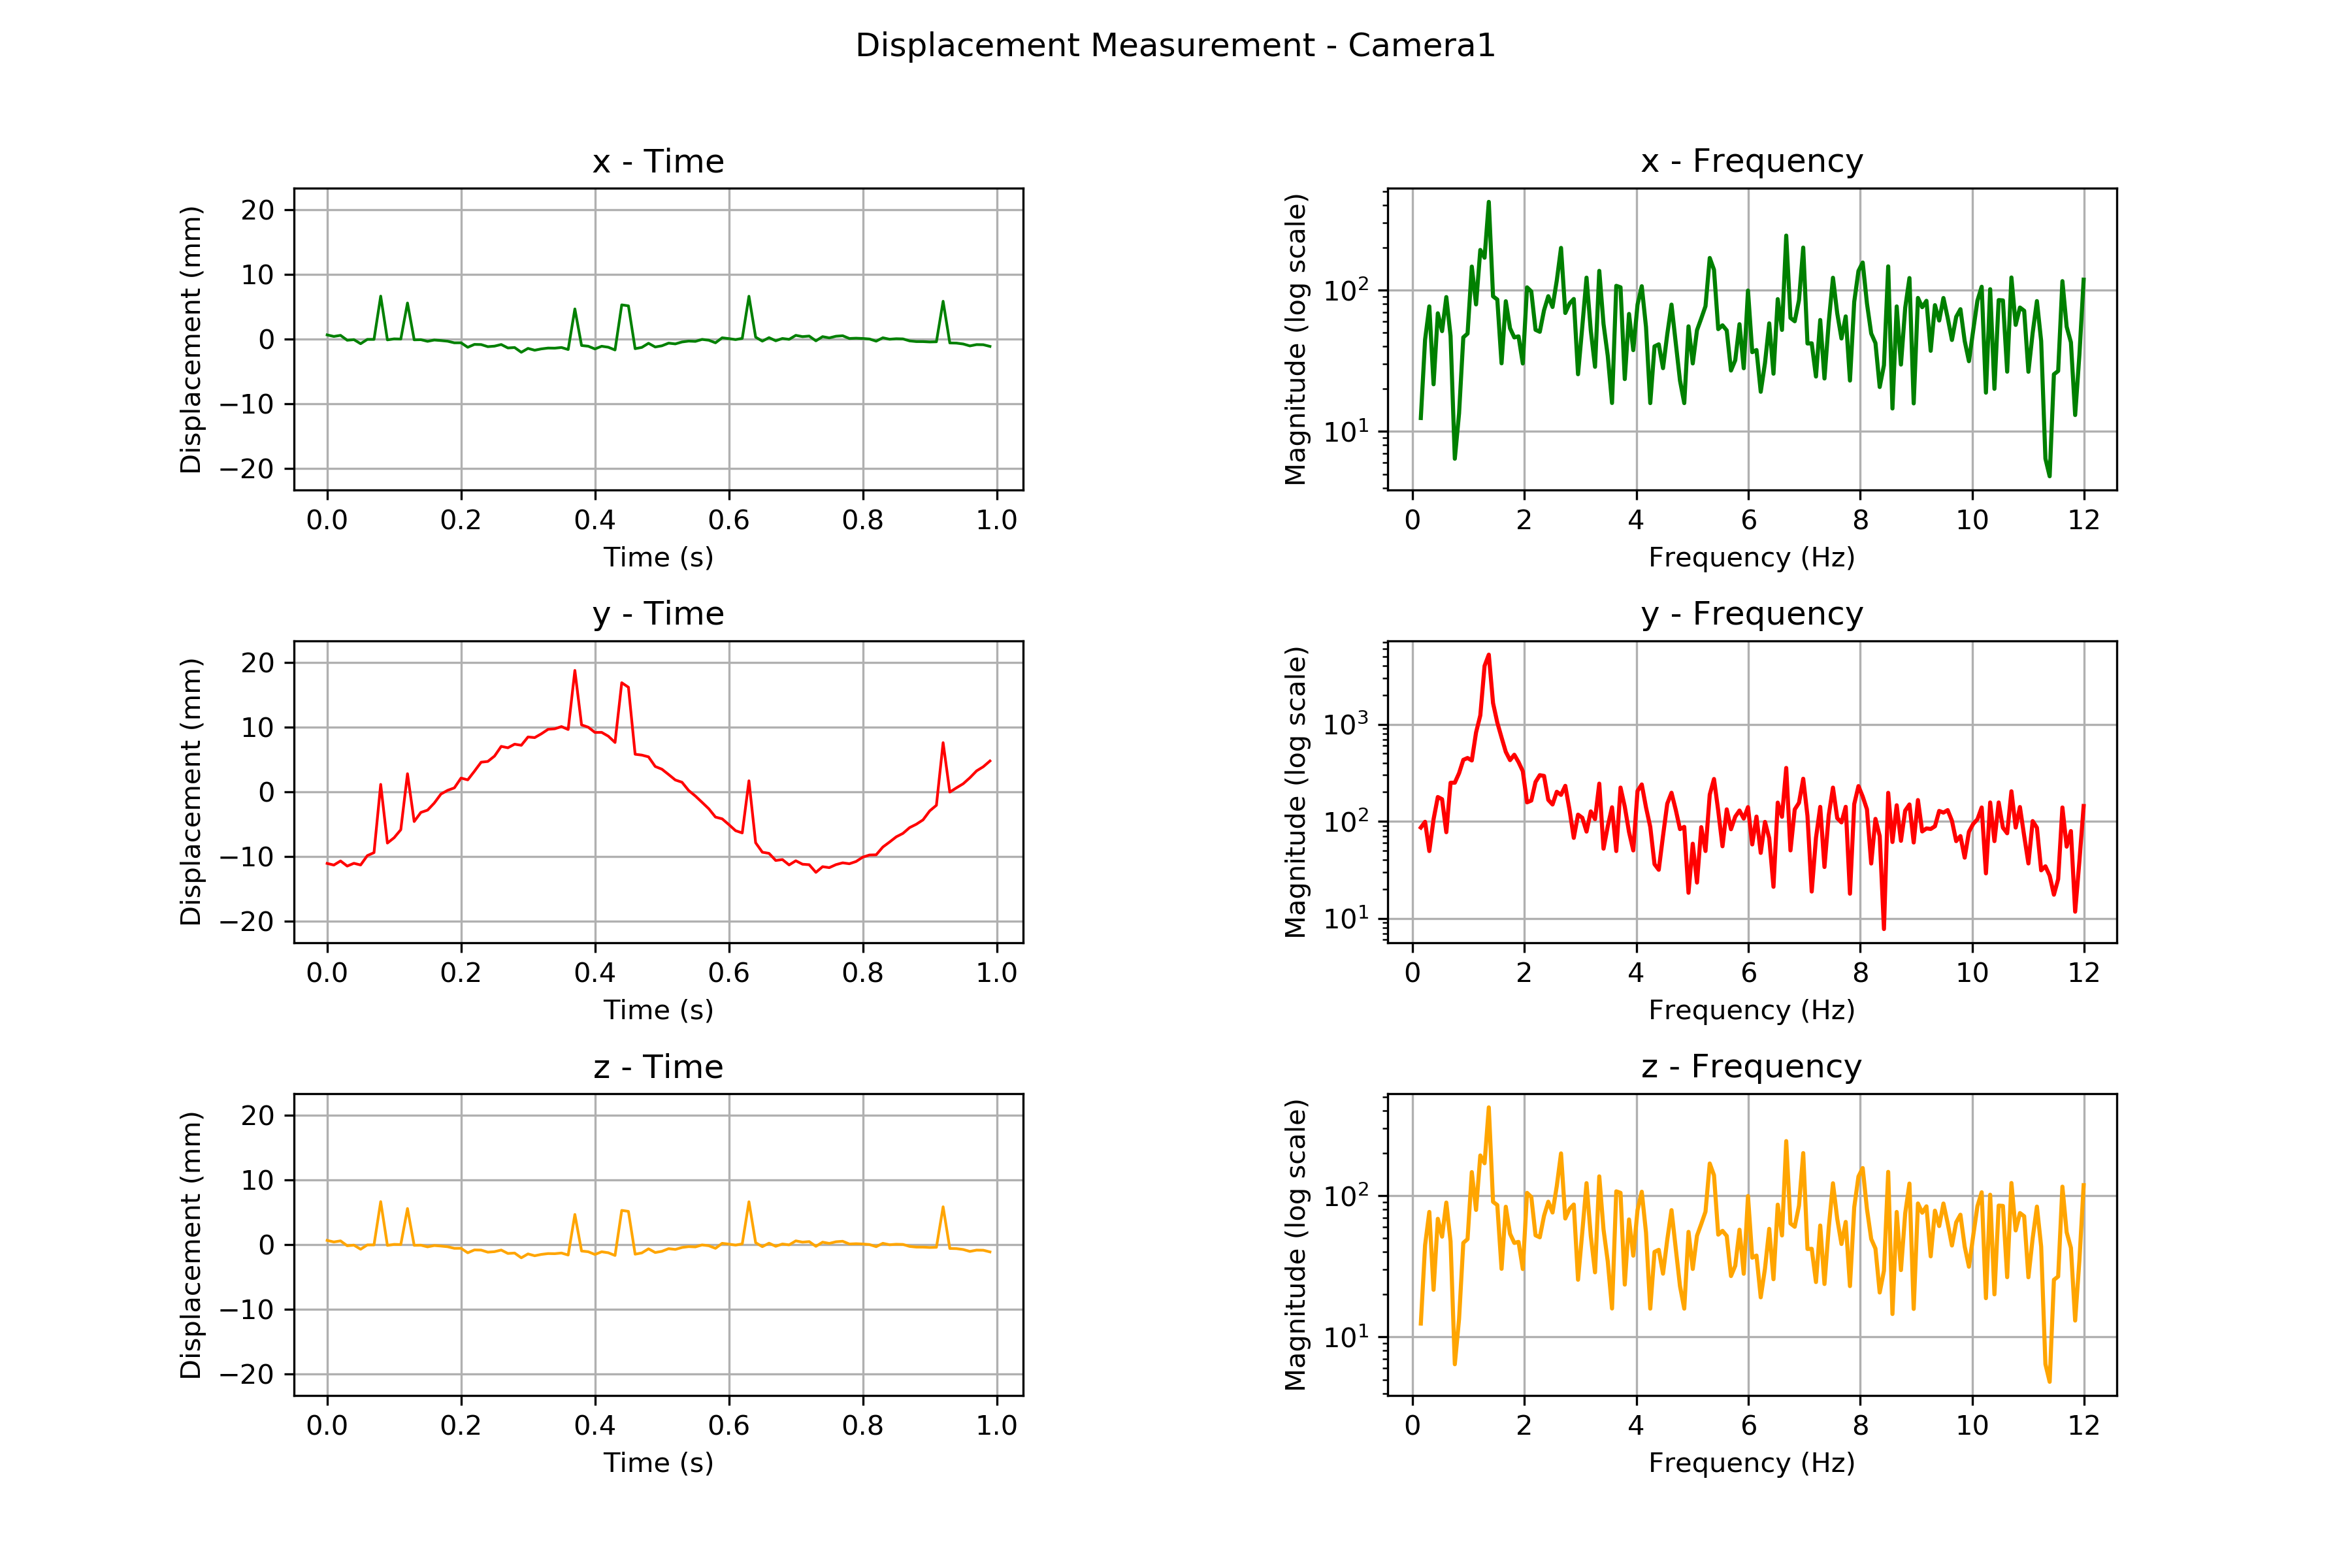 Displacement Measurement - Camera1
x - Time
Displacement (mm)
20
10
0
−10
−20
0.0 0.2 0.4 0.6 0.8 1.0
Time (s)
x - Frequency
Magnitude (log scale)
10²
10¹
0 2 4 6 8 10 12
Frequency (Hz)
y - Time
Displacement (mm)
20
10
0
−10
−20
0.0 0.2 0.4 0.6 0.8 1.0
Time (s)
y - Frequency
Magnitude (log scale)
10³
10²
10¹
0 2 4 6 8 10 12
Frequency (Hz)
z - Time
Displacement (mm)
20
10
0
−10
−20
0.0 0.2 0.4 0.6 0.8 1.0
Time (s)
z - Frequency
Magnitude (log scale)
10²
10¹
0 2 4 6 8 10 12
Frequency (Hz)